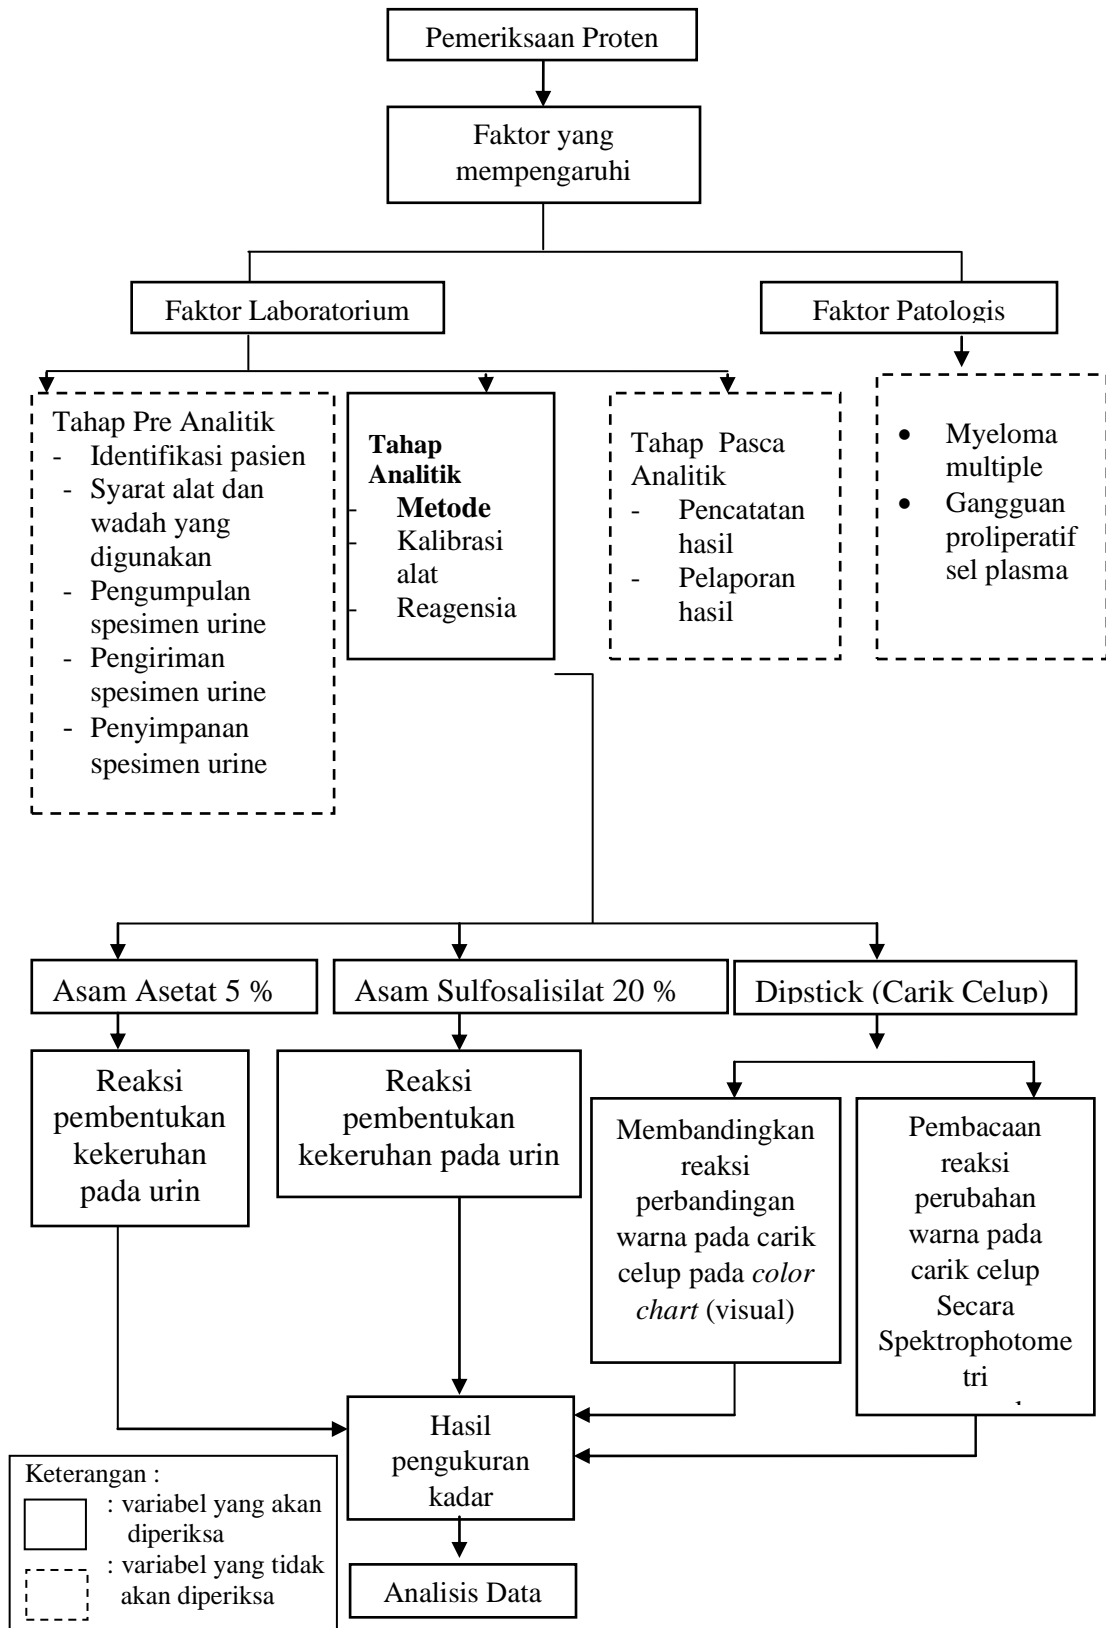 Pemeriksaan Proten
Faktor yang
mempengaruhi
Faktor Laboratorium
Faktor Patologis
Tahap Pre Analitik
- Identifikasi pasien
- Syarat alat dan
wadah yang
digunakan
- Pengumpulan
spesimen urine
- Pengiriman
spesimen urine
- Penyimpanan
spesimen urine
Tahap
Analitik
- Metode
- Kalibrasi
alat
- Reagensia
Tahap Pasca
Analitik
- Pencatatan
hasil
- Pelaporan
hasil
• Myeloma
multiple
• Gangguan
proliperatif
sel plasma
Asam Asetat 5 %
Asam Sulfosalisilat 20 %
Dipstick (Carik Celup)
Reaksi
pembentukan
kekeruhan
pada urin
Reaksi
pembentukan
kekeruhan pada urin
Membandingkan
reaksi
perbandingan
warna pada carik
celup pada color
chart (visual)
Pembacaan
reaksi
perubahan
warna pada
carik celup
Secara
Spektrophotome
tri
Hasil
pengukuran
kadar
Analisis Data
Keterangan :
: variabel yang akan
diperiksa
: variabel yang tidak
akan diperiksa